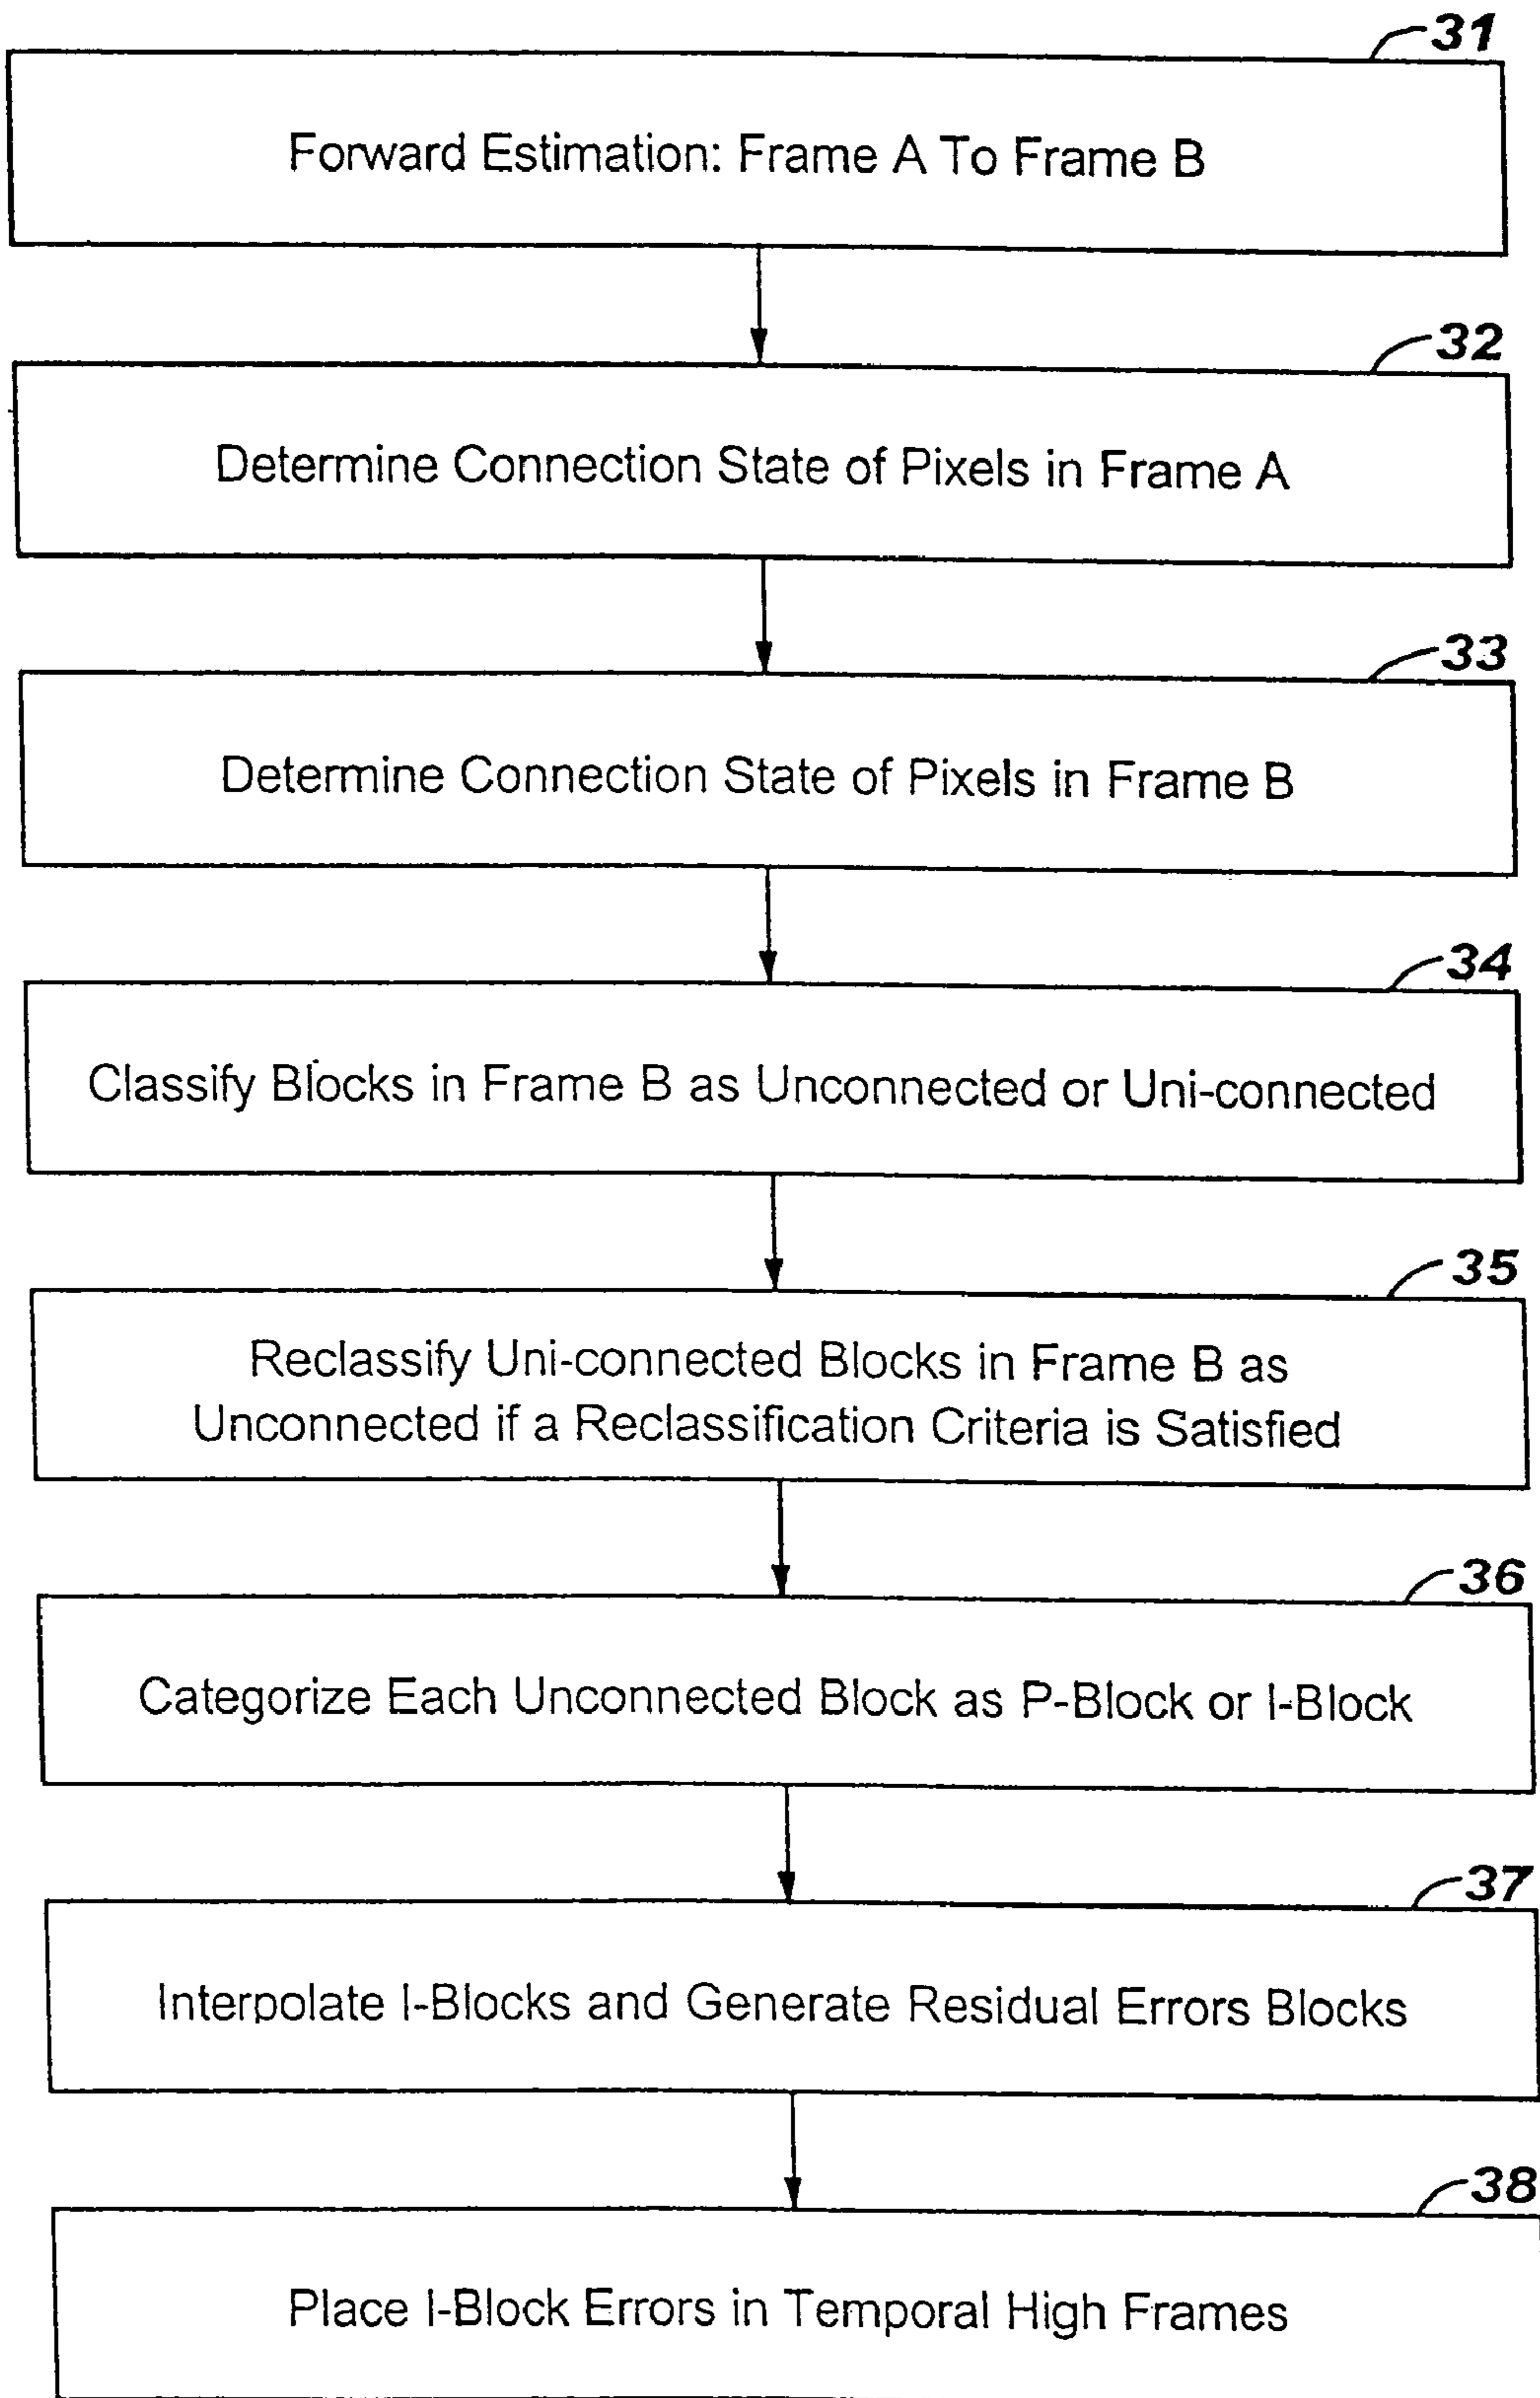 31
Forward Estimation: Frame A To Frame B
32
Determine Connection State of Pixels in Frame A
33
Determine Connection State of Pixels in Frame B
34
Classify Blocks in Frame B as Unconnected or Uni-connected
35
Reclassify Uni-connected Blocks in Frame B as
Unconnected if a Reclassification Criteria is Satisfied
36
Categorize Each Unconnected Block as P-Block or I-Block
37
Interpolate I-Blocks and Generate Residual Errors Blocks
38
Place I-Block Errors in Temporal High Frames